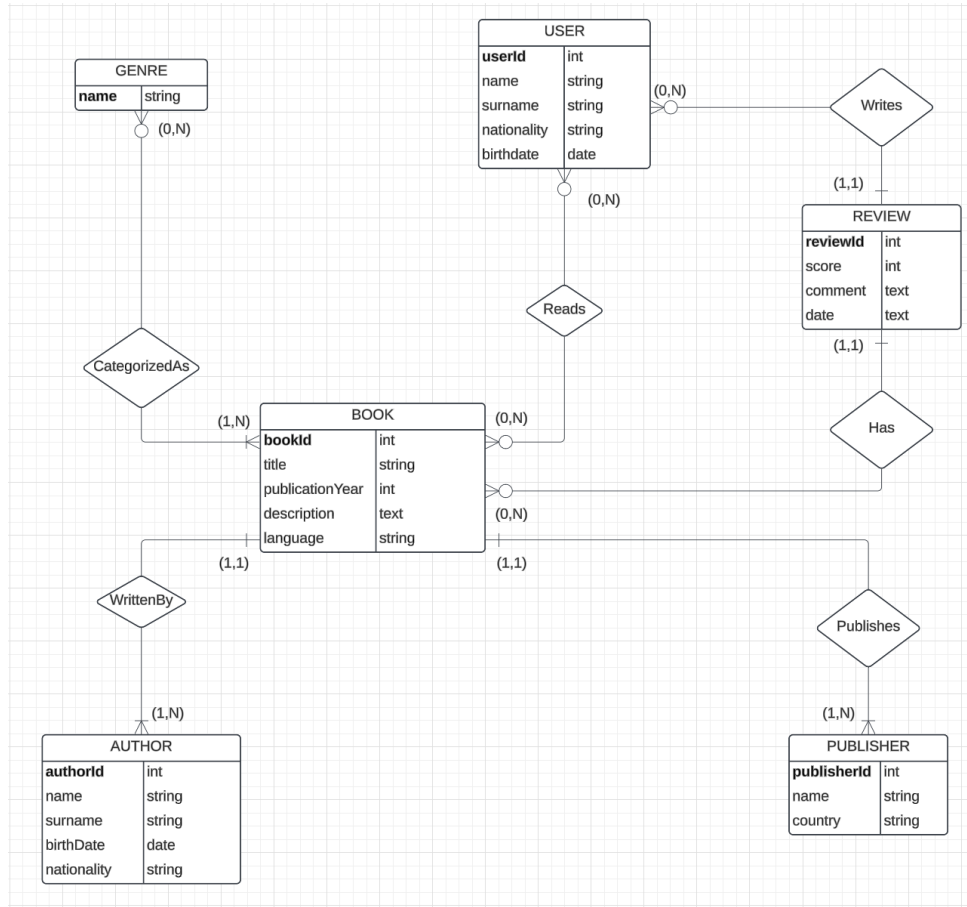 USER
userId int
name string
surname string
nationality string
birthdate date
(0,N)
(0,N)
GENRE
name string
(0,N)
Writes
(1,1)
REVIEW
reviewId int
score int
comment text
date text
(1,1)
Reads
CategorizedAs
Has
(1,N)
BOOK
bookId int
title string
publicationYear int
description text
language string
(0,N)
(0,N)
(1,1)
(1,1)
WrittenBy
Publishes
(1,N)
AUTHOR
authorId int
name string
surname string
birthDate date
nationality string
(1,N)
PUBLISHER
publisherId int
name string
country string